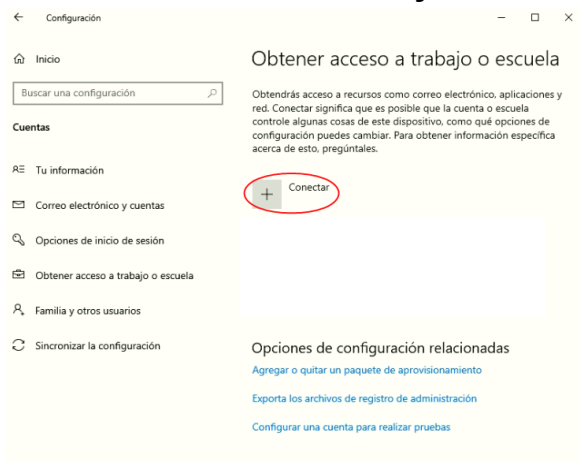 Configuración
Inicio
Buscar una configuración
Cuentas
Tu información
Correo electrónico y cuentas
Opciones de inicio de sesión
Obtener acceso a trabajo o escuela
Familia y otros usuarios
Sincronizar la configuración
Obtener acceso a trabajo o escuela
Obtendrás acceso a recursos como correo electrónico, aplicaciones y
red. Conectar significa que es posible que la cuenta o escuela
controle algunas cosas de este dispositivo, como qué opciones de
configuración puedes cambiar. Para obtener información específica
acerca de esto, pregúntales.
Conectar
Opciones de configuración relacionadas
Agregar o quitar un paquete de aprovisionamiento
Exporta los archivos de registro de administración
Configurar una cuenta para realizar pruebas